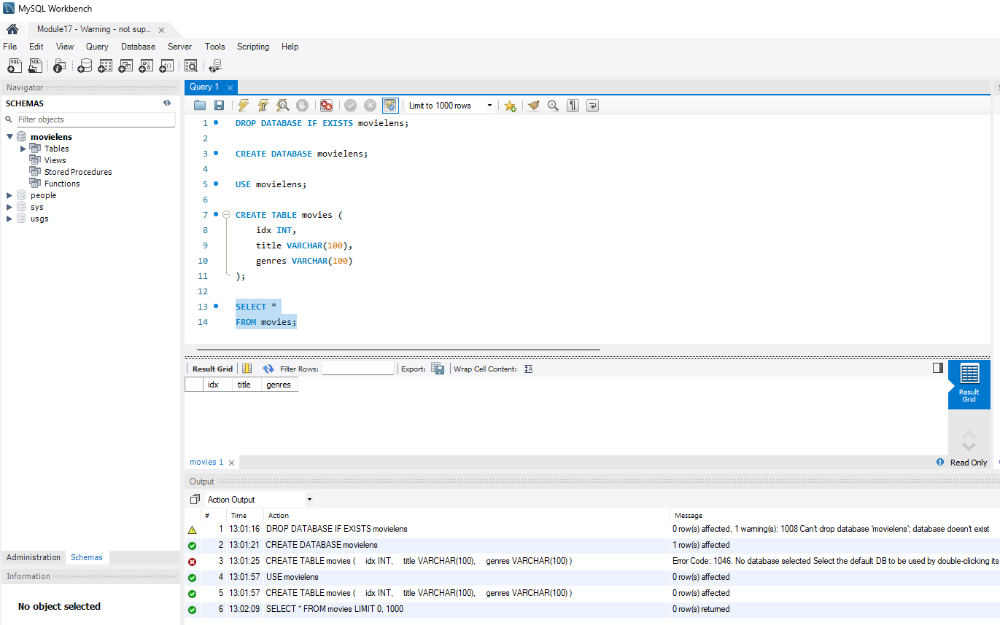 MySQL Workbench
Module17 - Warning - not sup...
File Edit View Query Database Server Tools Scripting Help
Navigator
SCHEMAS
Filter objects
movielens
Tables
Views
Stored Procedures
Functions
people
sys
usgs
Administration Schemas
Information
No object selected
Query 1
Limit to 1000 rows
1 DROP DATABASE IF EXISTS movielens;
2
3 CREATE DATABASE movielens;
4
5 USE movielens;
6
7 CREATE TABLE movies (
8 idx INT,
9 title VARCHAR(100),
10 genres VARCHAR(100)
11 );
12
13 SELECT *
14 FROM movies;
Result Grid Filter Rows: Export: Wrap Cell Content:
idx title genres
Result
Grid
movies 1 Read Only
Output
Action Output
# Time Action Message
1 13:01:16 DROP DATABASE IF EXISTS movielens 0 row(s) affected, 1 warning(s): 1008 Can't drop database 'movielens'; database doesn't exist
2 13:01:21 CREATE DATABASE movielens 1 row(s) affected
3 13:01:25 CREATE TABLE movies ( idx INT, title VARCHAR(100), genres VARCHAR(100) ) Error Code: 1046. No database selected Select the default DB to be used by double-clicking its
4 13:01:57 USE movielens 0 row(s) affected
5 13:01:57 CREATE TABLE movies ( idx INT, title VARCHAR(100), genres VARCHAR(100) ) 0 row(s) affected
6 13:02:09 SELECT * FROM movies LIMIT 0, 1000 0 row(s) returned